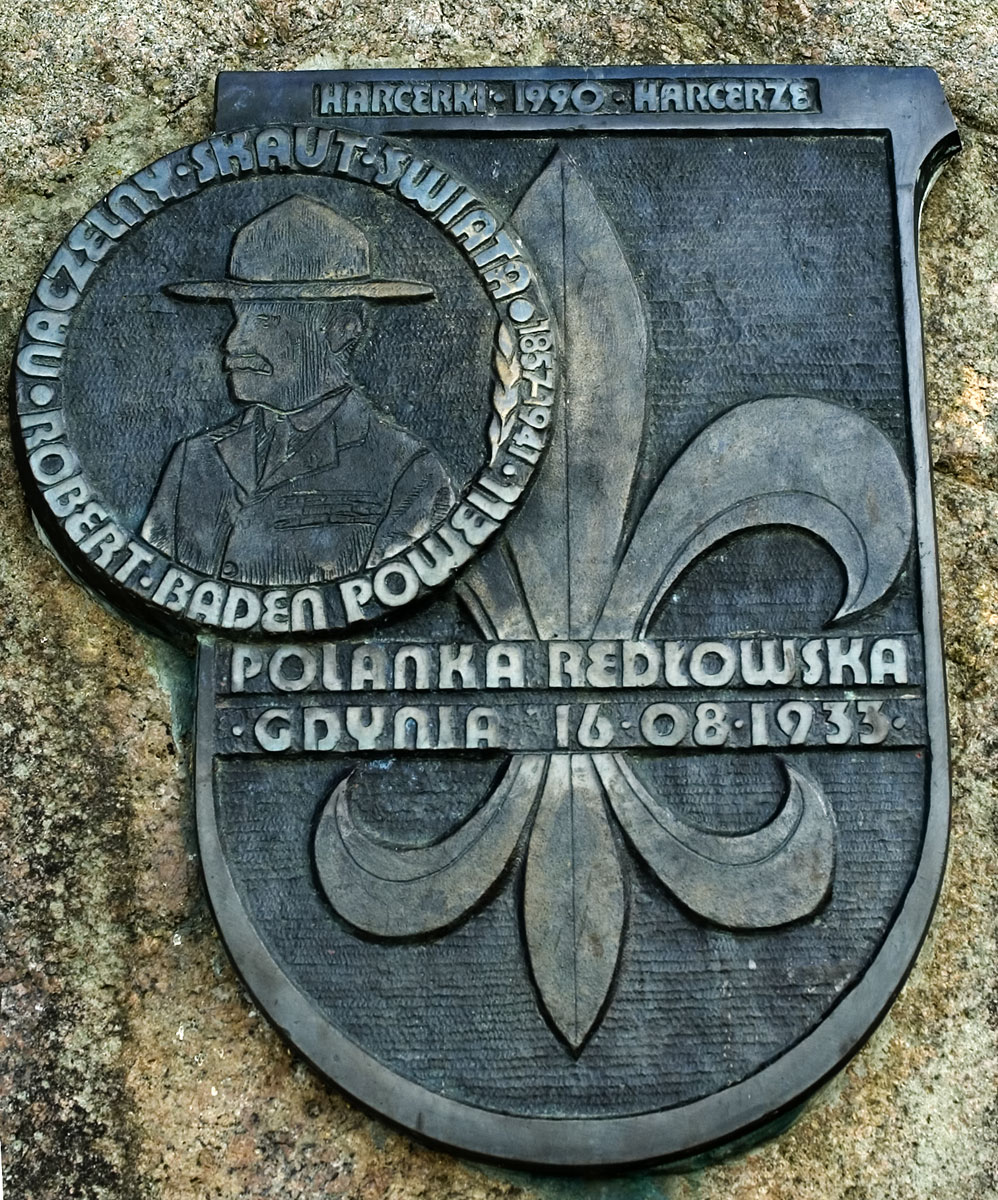 HARCERKI · 1990 · HARCERZE
· ROBERT · BADEN POWELL · 1857-1941 · NACZELNY · SKAUT · ŚWIATA ·
POLANKA REDŁOWSKA
· GDYNIA 16 · 08 · 1933 ·